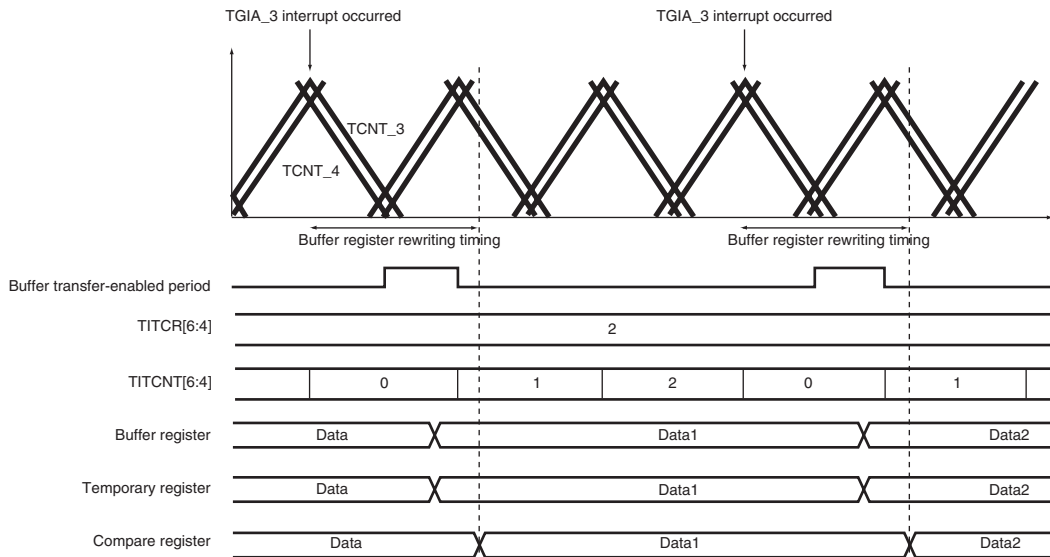 TGIA_3 interrupt occurred
TGIA_3 interrupt occurred
TCNT_3
TCNT_4
Buffer register rewriting timing
Buffer register rewriting timing
Buffer transfer-enabled period
TITCR[6:4]
2
TITCNT[6:4]
0
1
2
0
1
Buffer register
Data
Data1
Data2
Temporary register
Data
Data1
Data2
Compare register
Data
Data1
Data2